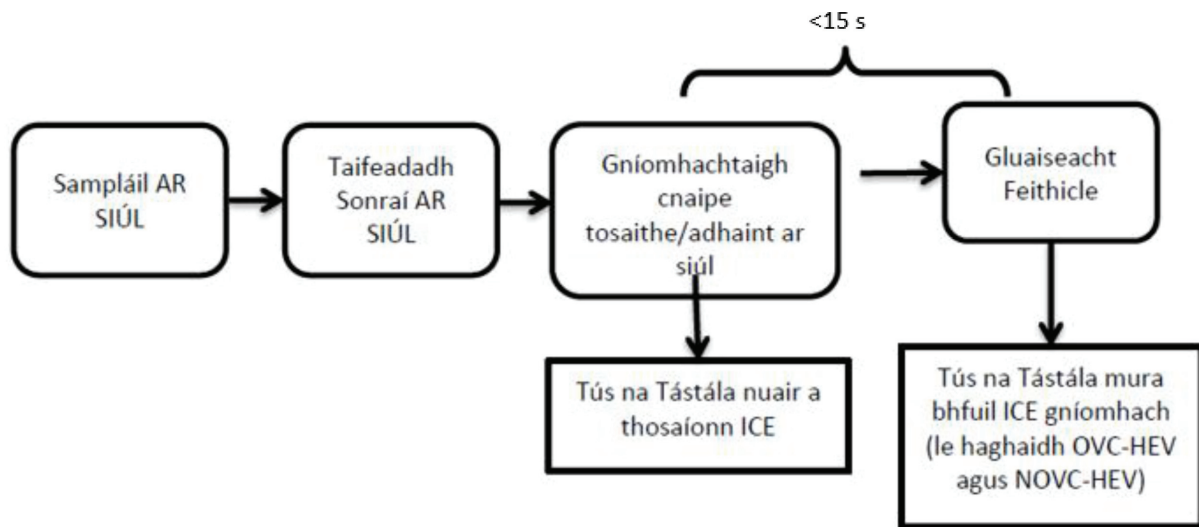 <15 s
Sampláil AR
SIÚL
Taifeadadh
Sonraí AR
SIÚL
Gníomhachtaigh
cnaipe
tosaithe/adhaint ar
siúl
Gluaiseacht
Feithicle
Tús na Tástála nuair a
thosaíonn ICE
Tús na Tástála mura
bhfuil ICE gníomhach
(le haghaidh OVC-HEV
agus NOVC-HEV)